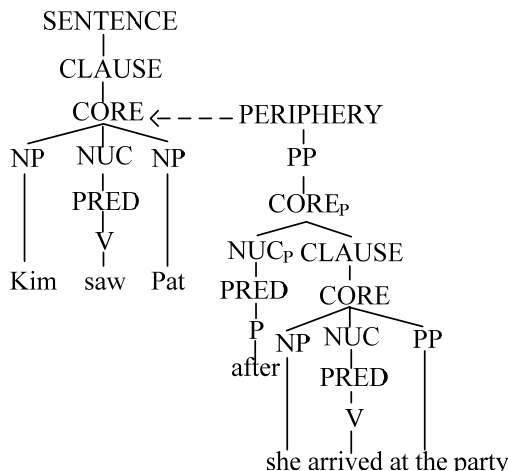 SENTENCE
CLAUSE
CORE PERIPHERY
NP NUC NP PP
PRED COREP
V NUCP CLAUSE
Kim saw Pat PRED CORE
P NP NUC PP
after PRED
V
she arrived at the party